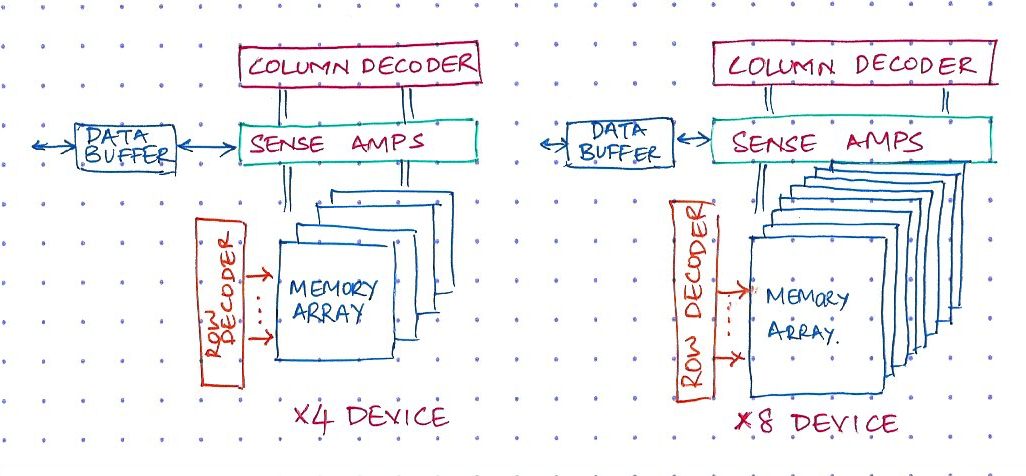 COLUMN DECODER
DATA
BUFFER
SENSE AMPS
ROW
DECODER
MEMORY
ARRAY
X4 DEVICE
COLUMN DECODER
DATA
BUFFER
SENSE AMPS
ROW DECODER
MEMORY
ARRAY.
X8 DEVICE